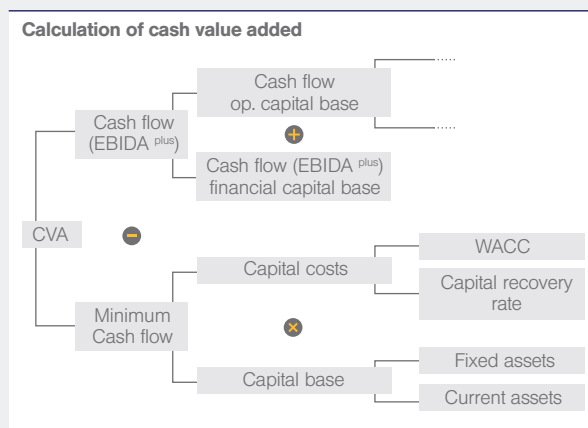 Calculation of cash value added
Cash flow
op. capital base
Cash flow
(EBIDA plus)
+
Cash flow (EBIDA plus)
financial capital base
CVA
−
WACC
Capital costs
Capital recovery
rate
Minimum
Cash flow
×
Fixed assets
Capital base
Current assets